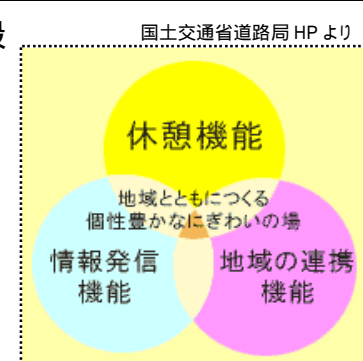 国土交通省道路局HPより
休憩機能
地域とともにつくる
個性豊かなにぎわいの場
情報発信
機能
地域の連携
機能